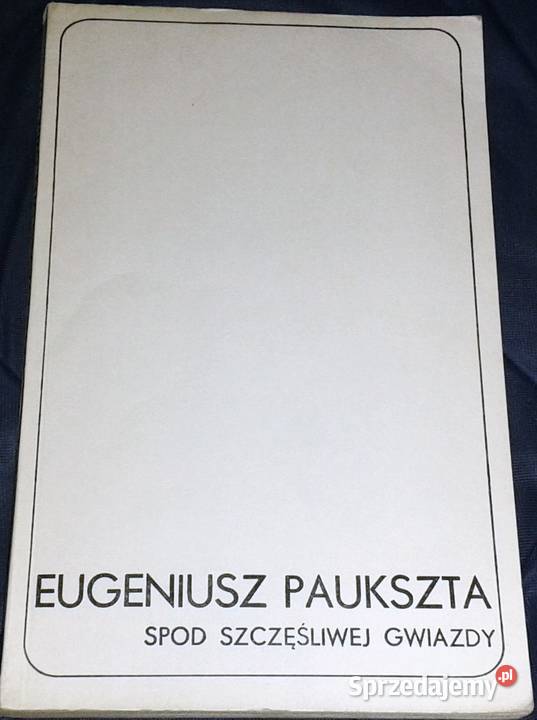 EUGENIUSZ PAUKSZTA
SPOD SZCZĘŚLIWEJ GWIAZDY
Sprzedajemy.pl